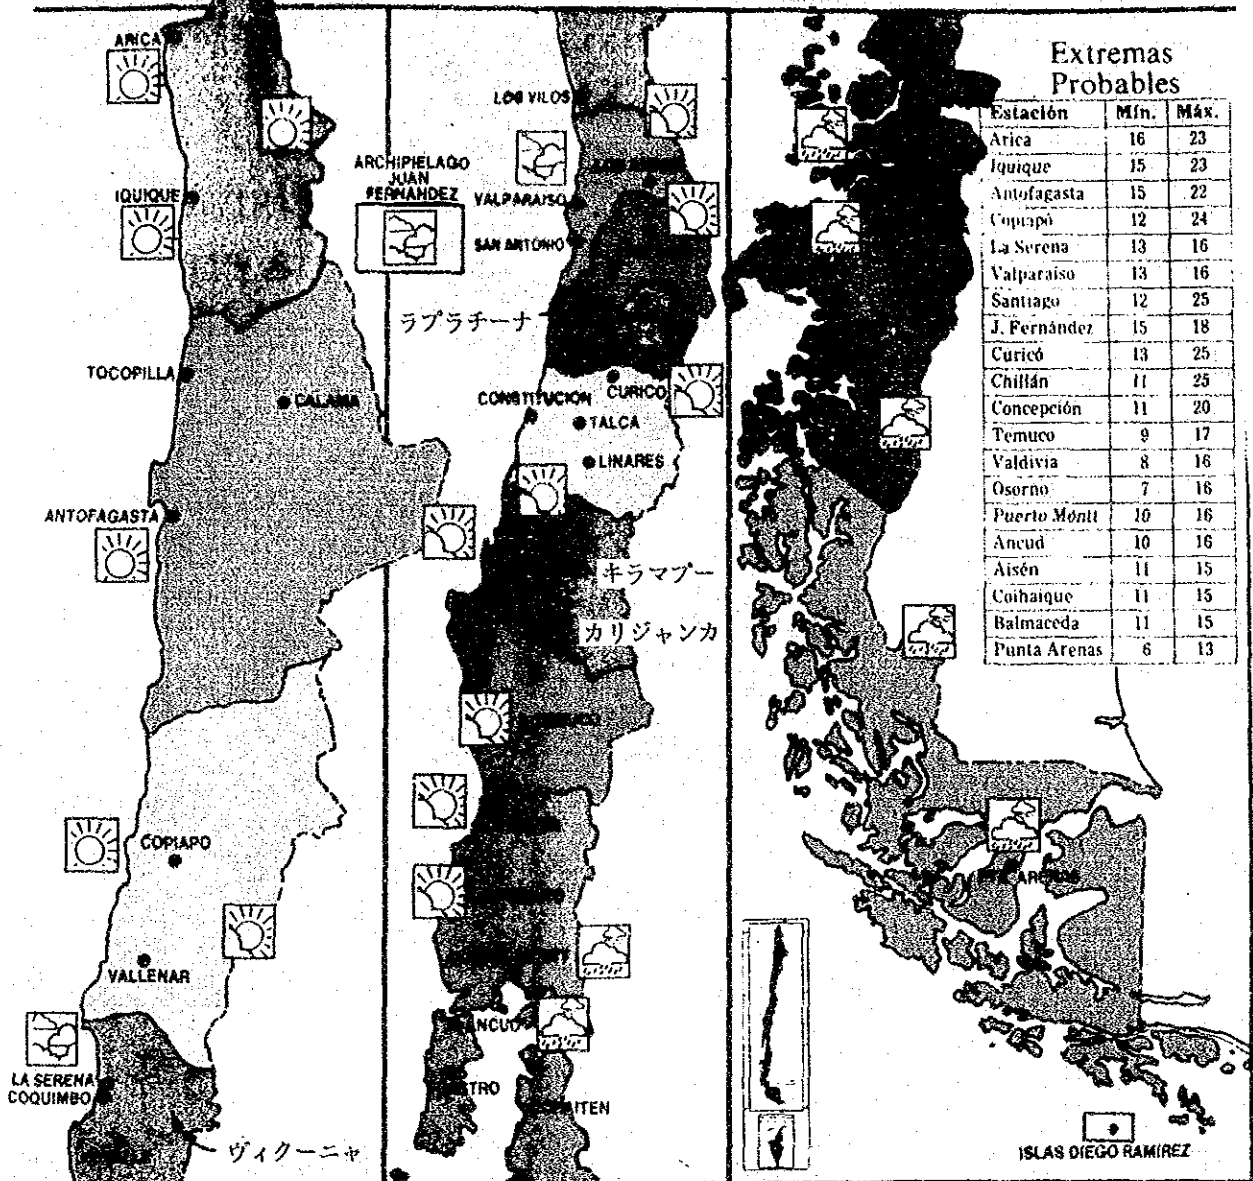 ARICA
IQUIQUE
TOCOPILLA
CALAMA
ANTOFAGASTA
COPIAPO
VALLENAR
LA SERENA
COQUIMBO
ヴィクーニャ
ARCHIPIELAGO
JUAN
FERNANDEZ
LOS VILOS
VALPARAISO
SAN ANTONIO
ラプラチーナ
CONSTITUCION
CURICO
TALCA
LINARES
キラマプー
カリジャンカ
ANCUD
Extremas
Probables
Estación Mín. Máx.
Arica 16 23
Iquique 15 23
Antofagasta 15 22
Copiapó 12 24
La Serena 13 16
Valparaíso 13 16
Santiago 12 25
J. Fernández 15 18
Curicó 13 25
Chillán 11 25
Concepción 11 20
Temuco 9 17
Valdivia 8 16
Osorno 7 16
Puerto Montt 10 16
Ancud 10 16
Aisén 11 15
Coihaique 11 15
Balmaceda 11 15
Punta Arenas 6 13
ISLAS DIEGO RAMIREZ